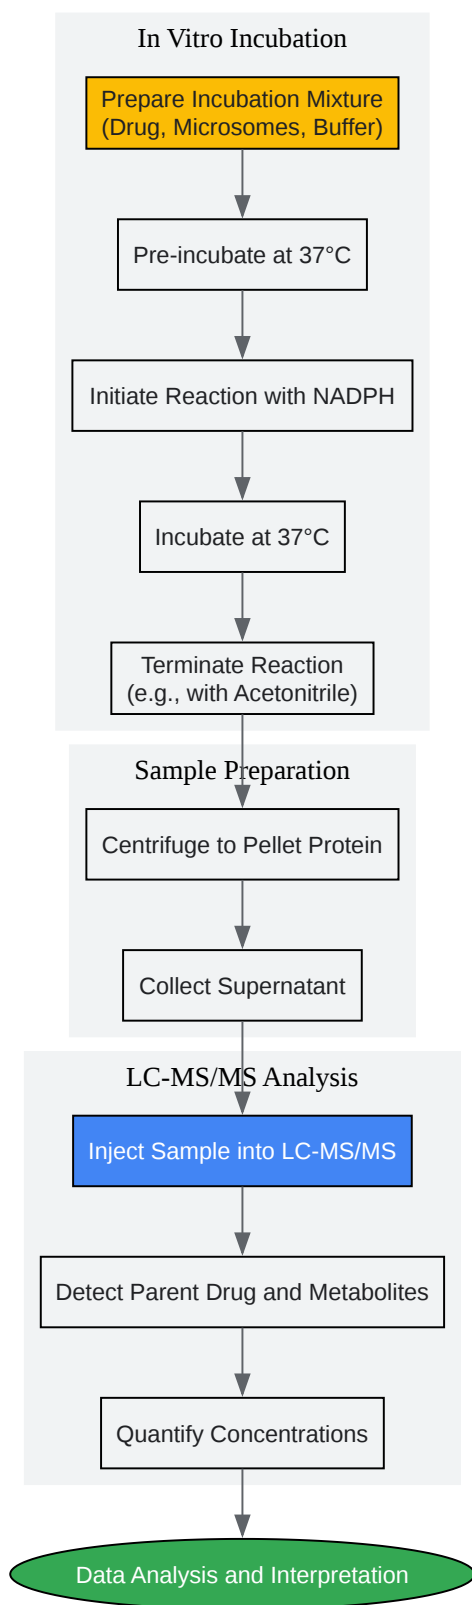 In Vitro Incubation
Prepare Incubation Mixture
(Drug, Microsomes, Buffer)
Pre-incubate at 37°C
Initiate Reaction with NADPH
Incubate at 37°C
Terminate Reaction
(e.g., with Acetonitrile)
Sample Preparation
Centrifuge to Pellet Protein
Collect Supernatant
LC-MS/MS Analysis
Inject Sample into LC-MS/MS
Detect Parent Drug and Metabolites
Quantify Concentrations
Data Analysis and Interpretation